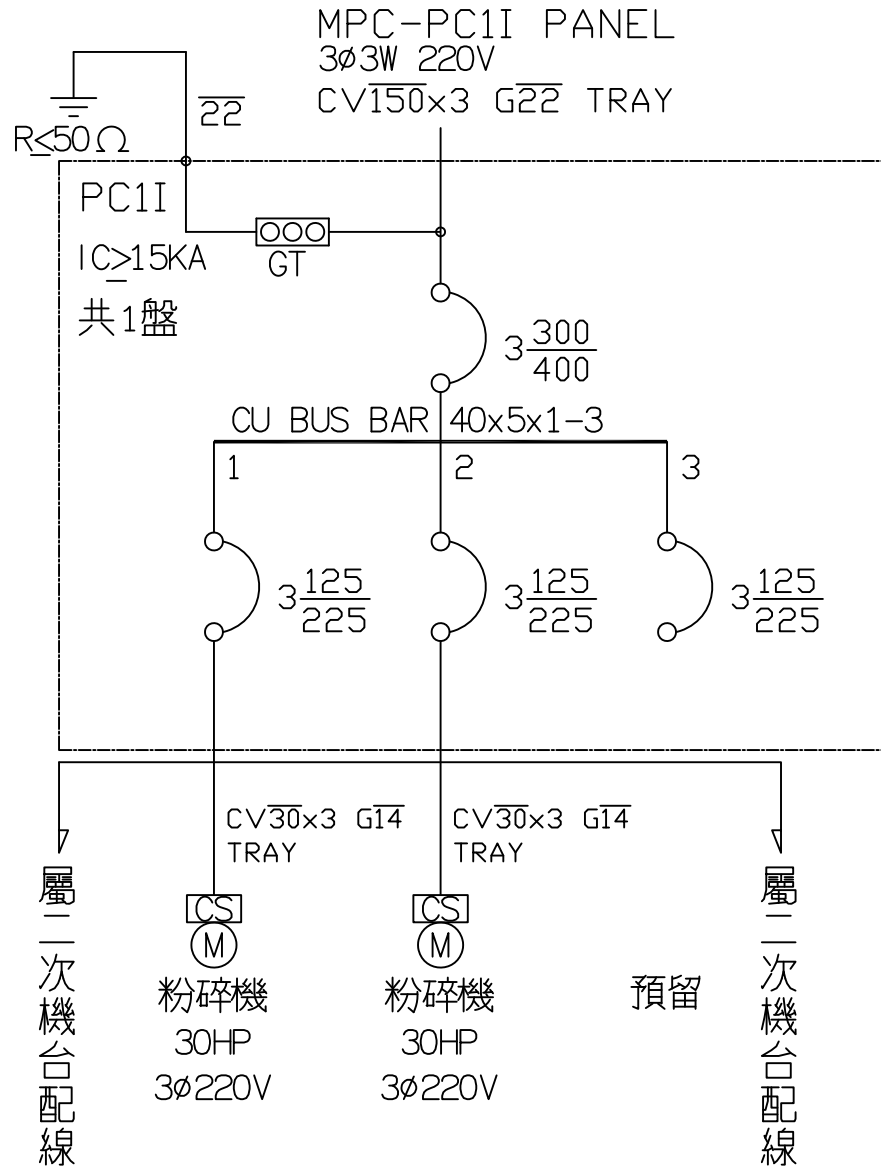 MPC-PC1I PANEL
3ø3W 220V
CV150x3 G22 TRAY
22
R≤50Ω
PC1I
IC≥15KA
共1盤
GT
3 300/400
CU BUS BAR 40x5x1-3
1 2 3
3 125/225 3 125/225 3 125/225
CV30x3 G14 CV30x3 G14
TRAY TRAY
CS CS
M M
粉碎機 粉碎機 預留
30HP 30HP
3ø220V 3ø220V
屬二次機台配線
屬二次機台配線